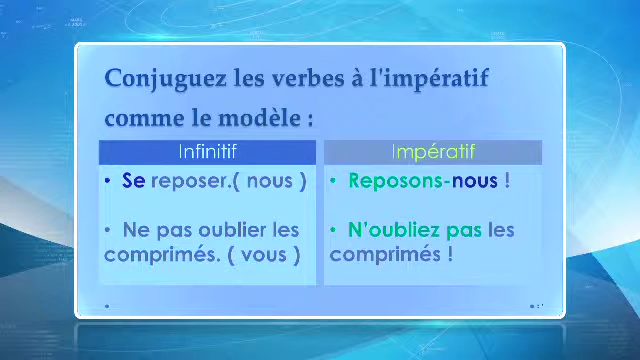 Conjuguez les verbes à l'impératif
comme le modèle :
Infinitif
Impératif
• Se reposer.( nous )
• Reposons-nous !
• Ne pas oublier les
comprimés. ( vous )
• N’oubliez pas les
comprimés !